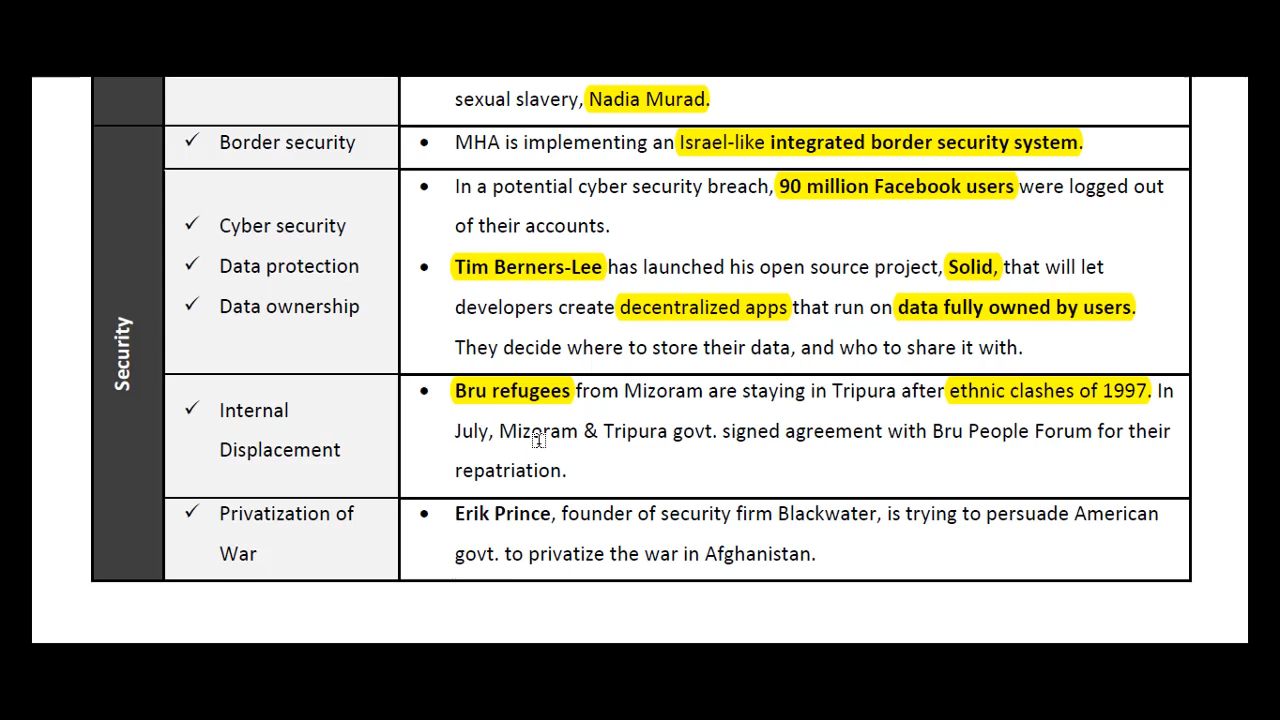 sexual slavery, Nadia Murad.
Security
✓ Border security
• MHA is implementing an Israel-like integrated border security system.
✓ Cyber security
✓ Data protection
✓ Data ownership
• In a potential cyber security breach, 90 million Facebook users were logged out
of their accounts.
• Tim Berners-Lee has launched his open source project, Solid, that will let
developers create decentralized apps that run on data fully owned by users.
They decide where to store their data, and who to share it with.
✓ Internal
Displacement
• Bru refugees from Mizoram are staying in Tripura after ethnic clashes of 1997. In
July, Mizoram & Tripura govt. signed agreement with Bru People Forum for their
repatriation.
✓ Privatization of
War
• Erik Prince, founder of security firm Blackwater, is trying to persuade American
govt. to privatize the war in Afghanistan.